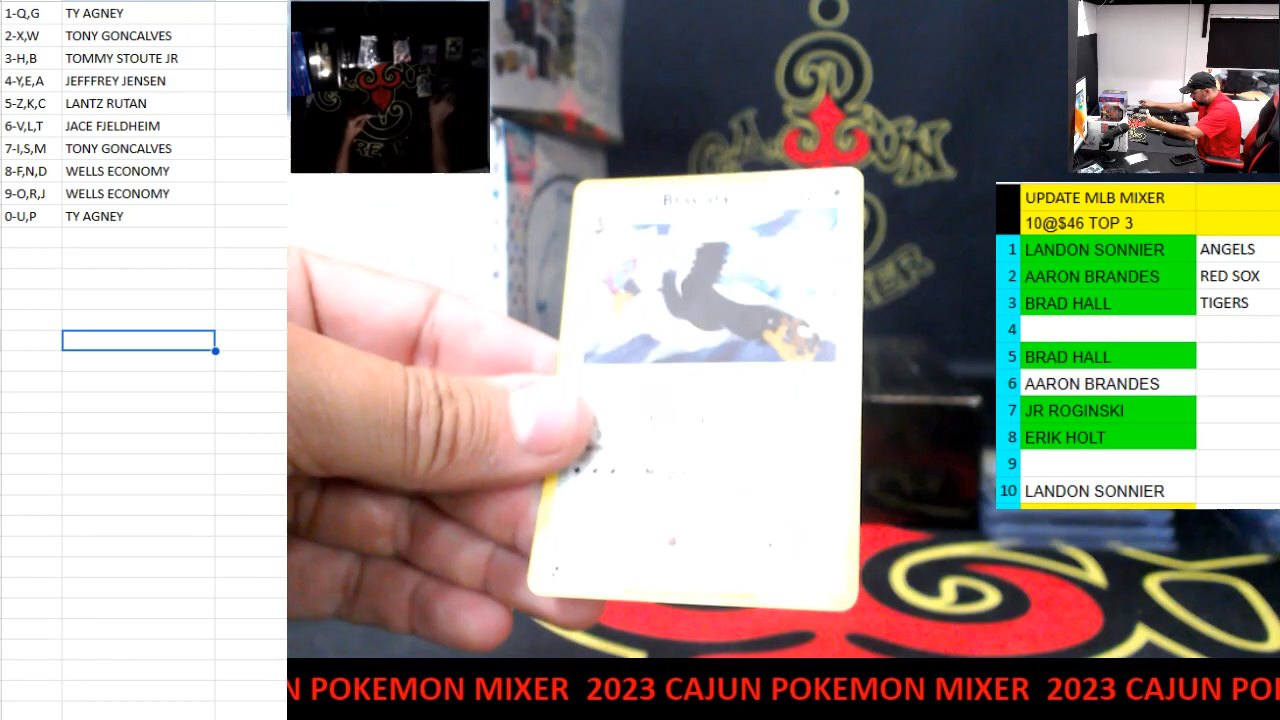 1-Q,G TY AGNEY
2-X,W TONY GONCALVES
3-H,B TOMMY STOUTE JR
4-Y,E,A JEFFFREY JENSEN
5-Z,K,C LANTZ RUTAN
6-V,L,T JACE FJELDHEIM
7-I,S,M TONY GONCALVES
8-F,N,D WELLS ECONOMY
9-O,R,J WELLS ECONOMY
0-U,P TY AGNEY
UPDATE MLB MIXER
10@$46 TOP 3
1 LANDON SONNIER ANGELS
2 AARON BRANDES RED SOX
3 BRAD HALL TIGERS
4
5 BRAD HALL
6 AARON BRANDES
7 JR ROGINSKI
8 ERIK HOLT
9
10 LANDON SONNIER
N POKEMON MIXER 2023 CAJUN POKEMON MIXER 2023 CAJUN PO